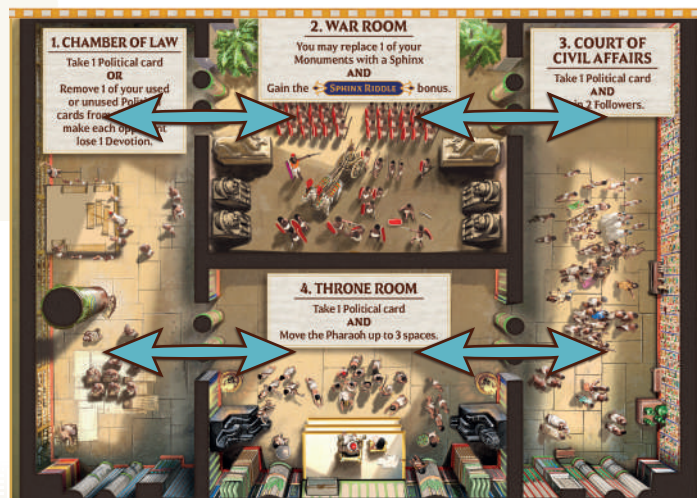 1. CHAMBER OF LAW
Take 1 Political card
OR
Remove 1 of your used
or unused
cards from
make each
lose 1 Devotion.
2. WAR ROOM
You may replace 1 of your
Monuments with a Sphinx
AND
Gain the SPHINX RIDDLE bonus.
3. COURT OF
CIVIL AFFAIRS
Take 1 Political card
AND
2 Followers.
4. THRONE ROOM
Take 1 Political card
AND
Move the Pharaoh up to 3 spaces.